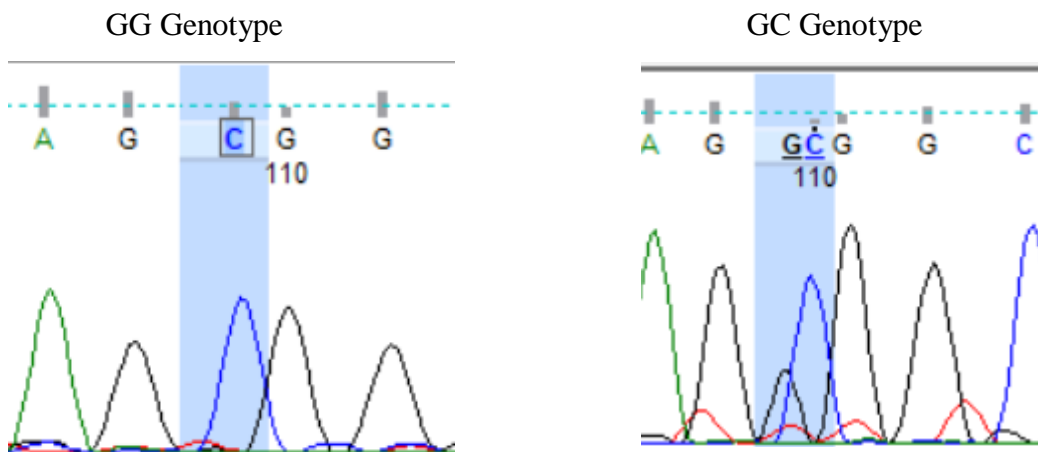 GG Genotype
GC Genotype
A G C G G
110
A G GC G G C
110